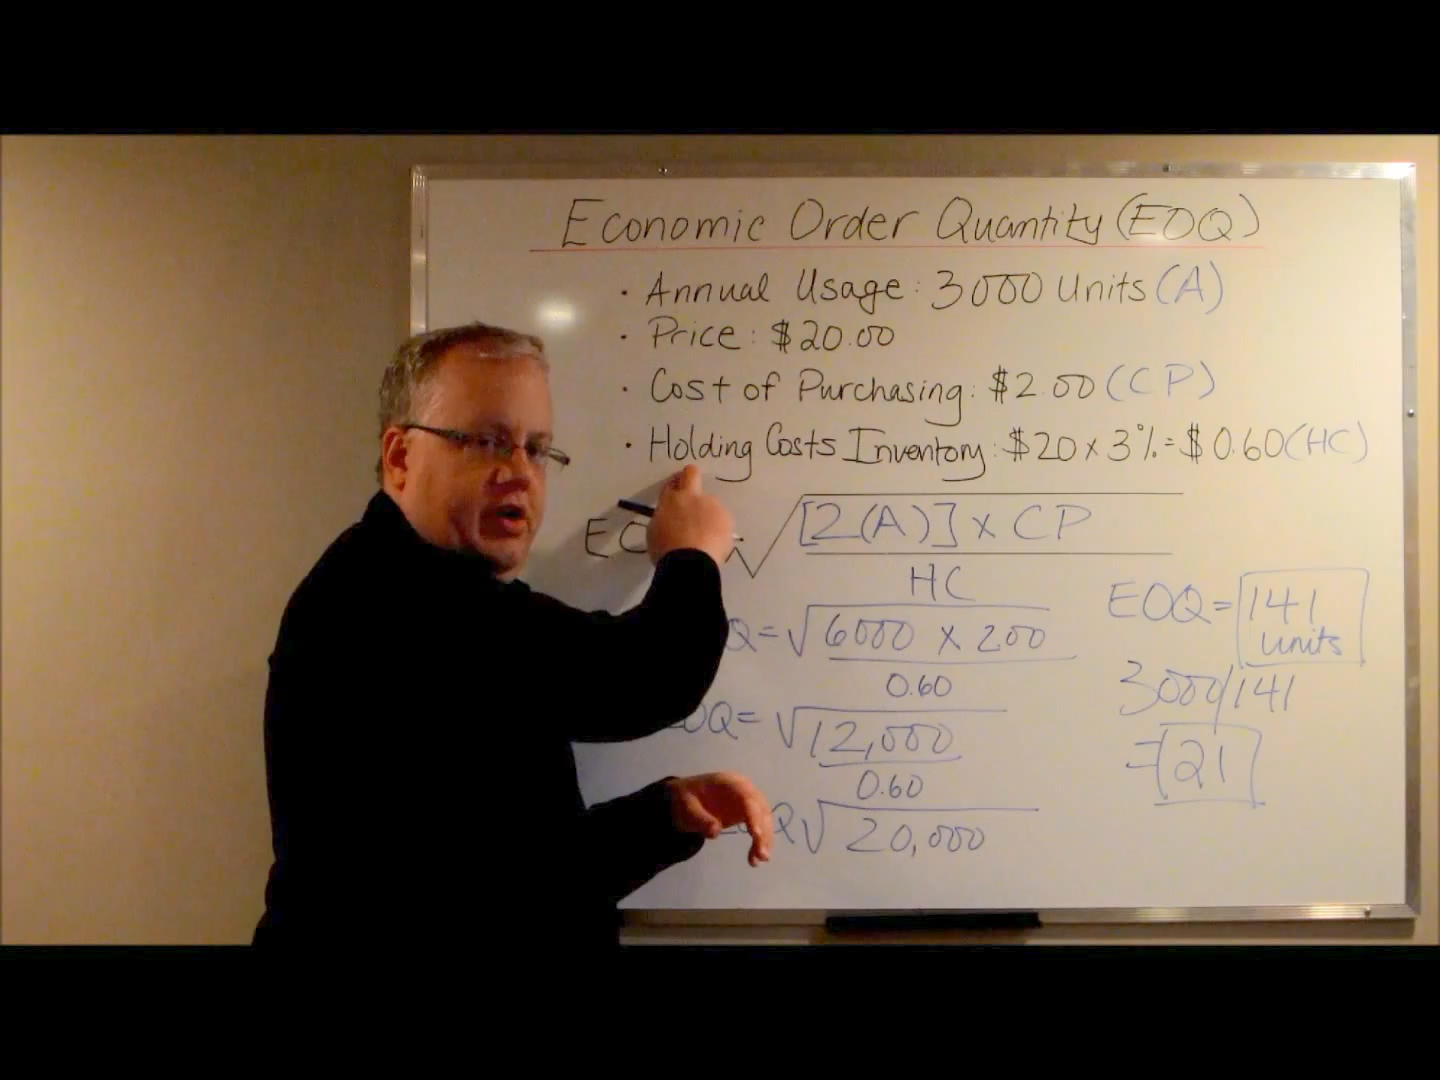 Economic Order Quantity (EOQ)
· Annual Usage: 3000 Units (A)
· Price: $20.00
· Cost of Purchasing: $2.00 (CP)
· Holding Costs Inventory: $20 x 3% = $0.60 (HC)
√ [2(A)] x CP
HC
Q = √ 6000 x 200
0.60
OQ = √ 12,000
0.60
Q √ 20,000
EOQ = 141
units
3000/141
= 21